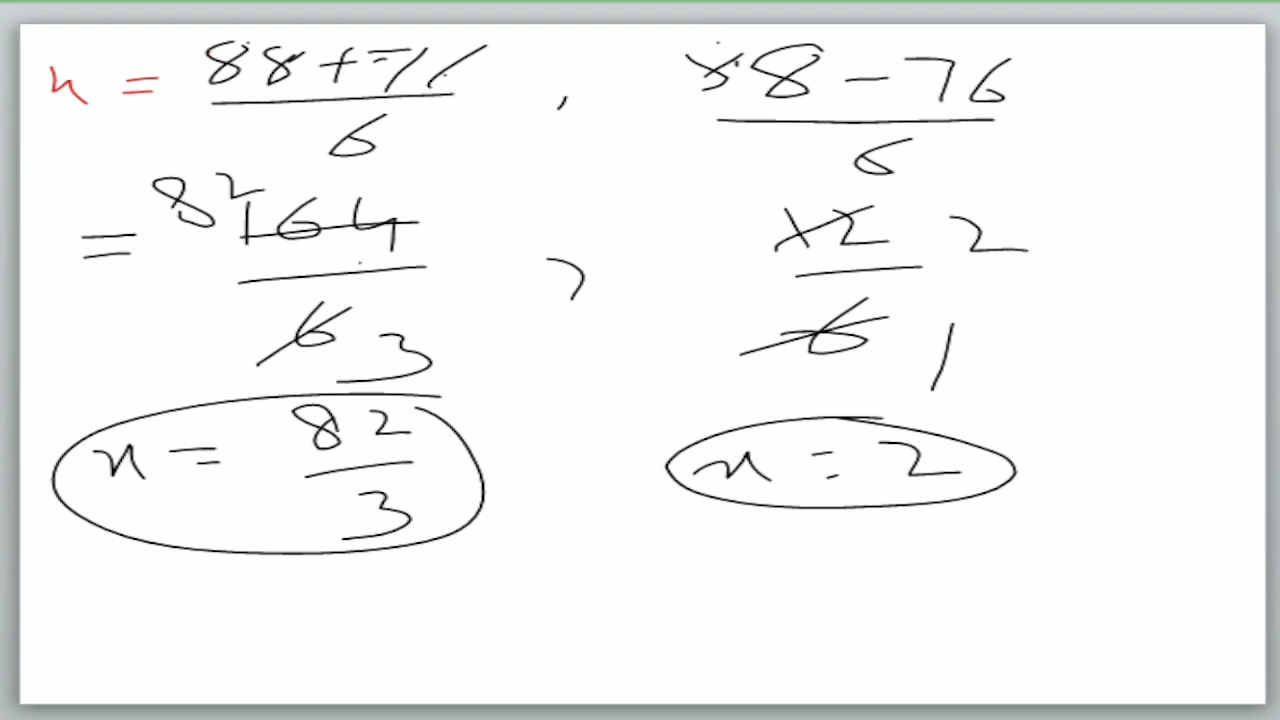 x = 88+76/6 , 88-76/6
= 82 164/6 3 , 12/6 2 1
x = 82/3 x = 2